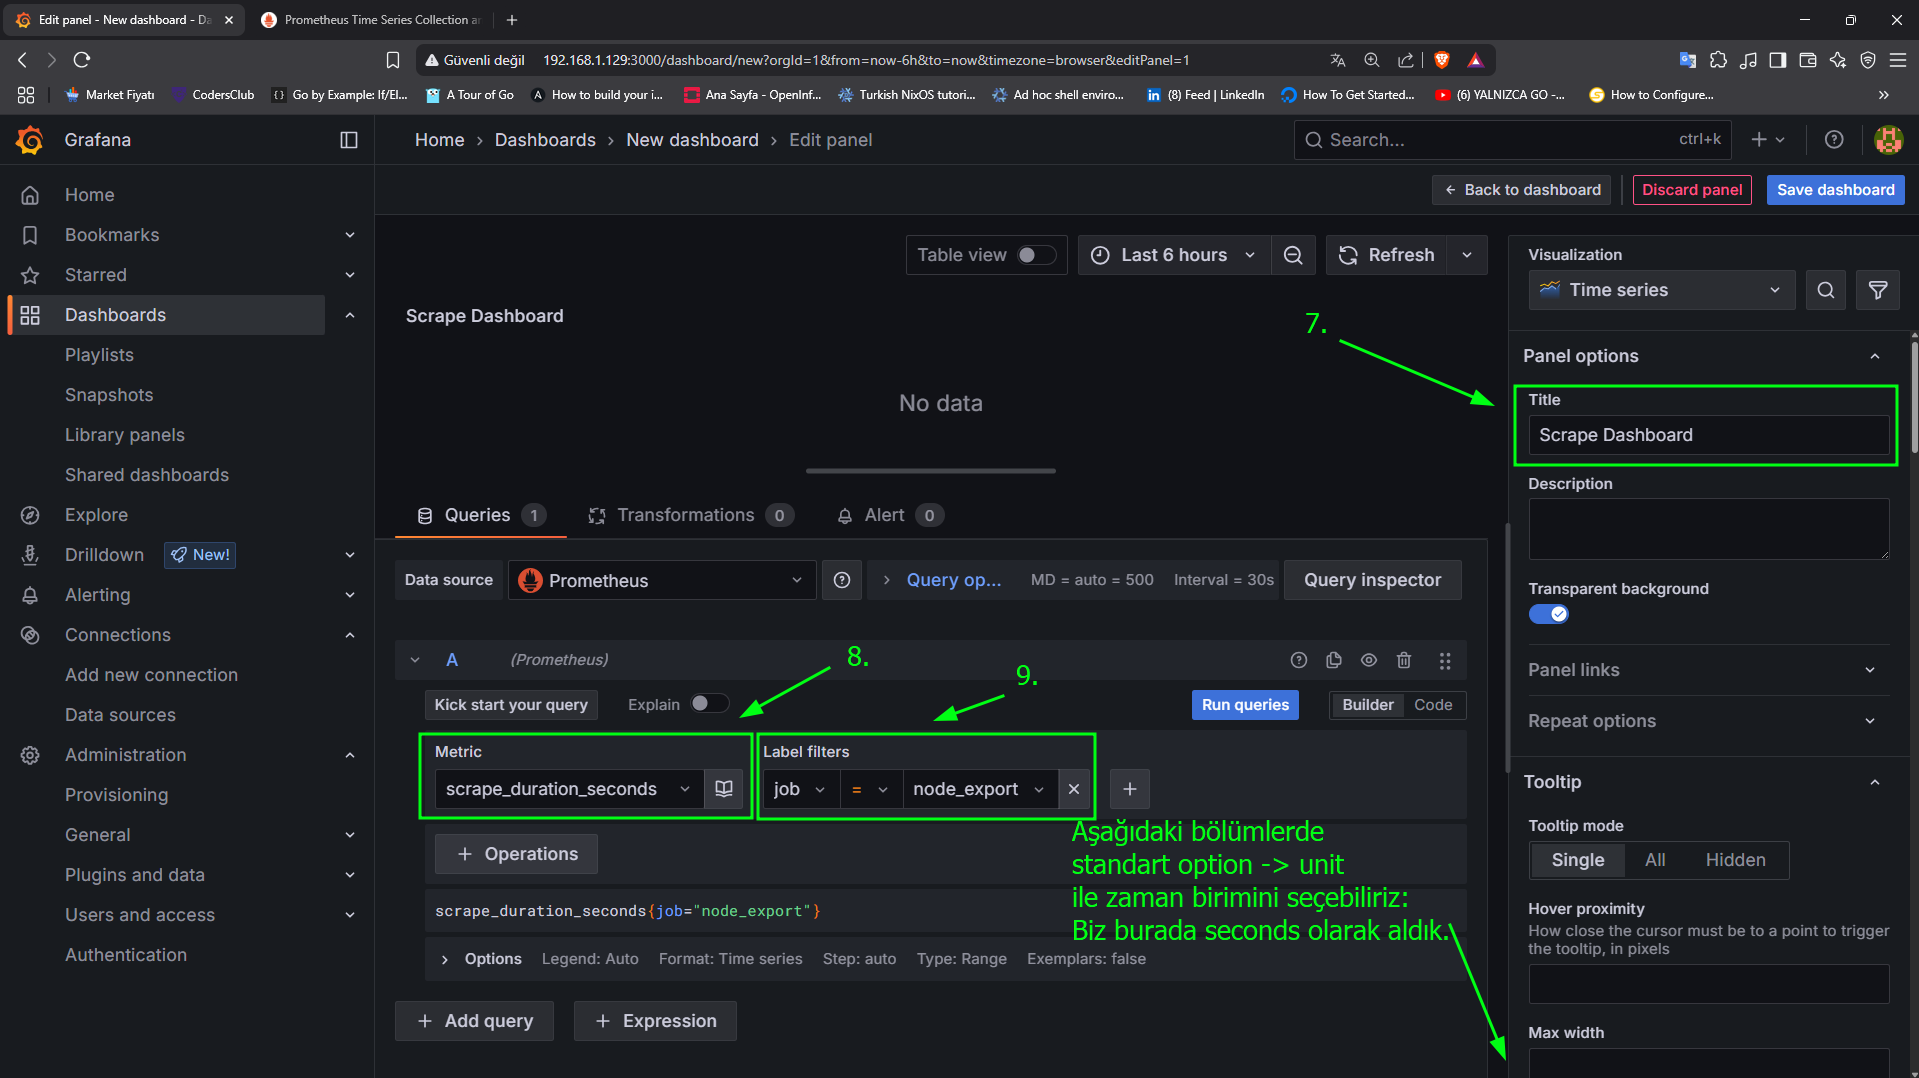 Edit panel - New dashboard - Da
Prometheus Time Series Collection an
Güvenli değil
192.168.1.129:3000/dashboard/new?orgId=1&from=now-6h&to=now&timezone=browser&editPanel=1
Market Fiyatı
CodersClub
Go by Example: If/El...
A Tour of Go
How to build your i...
Ana Sayfa - OpenInf...
Turkish NixOS tutori...
Ad hoc shell enviro...
(8) Feed | LinkedIn
How To Get Started...
(6) YALNIZCA GO -...
How to Configure...
Grafana
Home › Dashboards › New dashboard › Edit panel
Search...
ctrl+k
Back to dashboard
Discard panel
Save dashboard
Home
Bookmarks
Starred
Dashboards
Playlists
Snapshots
Library panels
Shared dashboards
Explore
Drilldown
New!
Alerting
Connections
Add new connection
Data sources
Administration
Provisioning
General
Plugins and data
Users and access
Authentication
Table view
Last 6 hours
Refresh
Scrape Dashboard
No data
7.
Queries 1
Transformations 0
Alert 0
Data source
Prometheus
Query op...
MD = auto = 500
Interval = 30s
Query inspector
A
(Prometheus)
8.
9.
Kick start your query
Explain
Run queries
Builder
Code
Metric
scrape_duration_seconds
Label filters
job
=
node_export
Operations
scrape_duration_seconds{job="node_export"}
Aşağıdaki bölümlerde
standart option -> unit
ile zaman birimini seçebiliriz:
Biz burada seconds olarak aldık.
Options
Legend: Auto
Format: Time series
Step: auto
Type: Range
Exemplars: false
Add query
Expression
Visualization
Time series
Panel options
Title
Scrape Dashboard
Description
Transparent background
Panel links
Repeat options
Tooltip
Tooltip mode
Single
All
Hidden
Hover proximity
How close the cursor must be to a point to trigger
the tooltip, in pixels
Max width